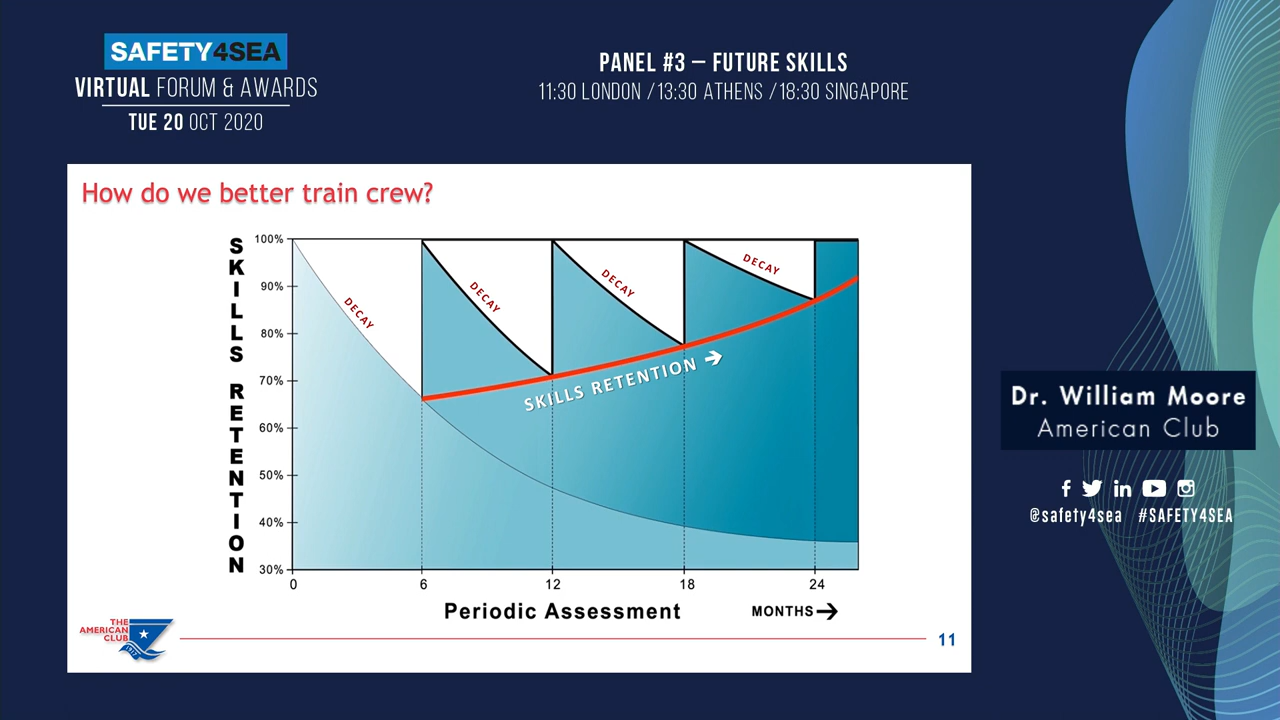 SAFETY4SEA
VIRTUAL FORUM & AWARDS
TUE 20 OCT 2020
PANEL #3 – FUTURE SKILLS
11:30 LONDON / 13:30 ATHENS / 18:30 SINGAPORE
How do we better train crew?
SKILLS RETENTION
100%
90%
80%
70%
60%
50%
40%
30%
DECAY
DECAY
DECAY
DECAY
SKILLS RETENTION →
0 6 12 18 24
Periodic Assessment
MONTHS→
THE
AMERICAN
CLUB
1917
11
Dr. William Moore
American Club
@safety4sea #SAFETY4SEA